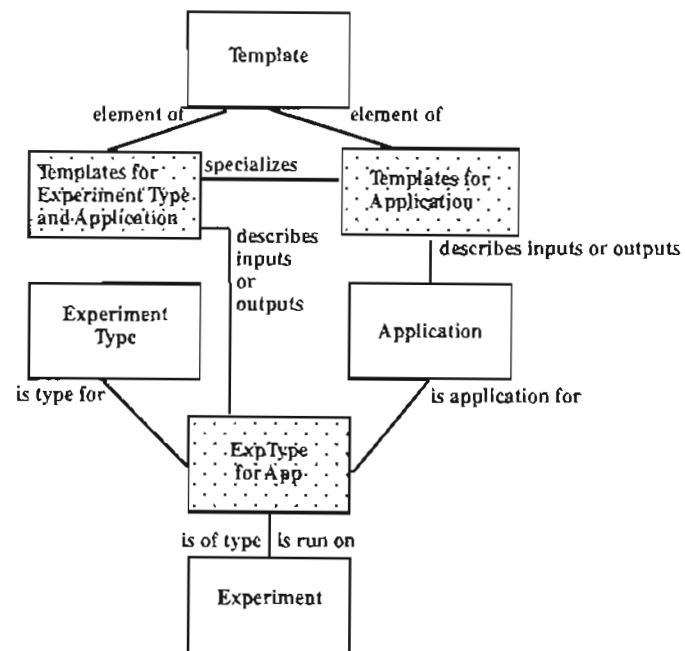 Template
element of
element of
Templates for
Experiment Type
and Application
specializes
Templates for
Application
describes
inputs
or
outputs
describes inputs or outputs
Experiment
Type
Application
is type for
is application for
ExpType
for App
is of type
is run on
Experiment